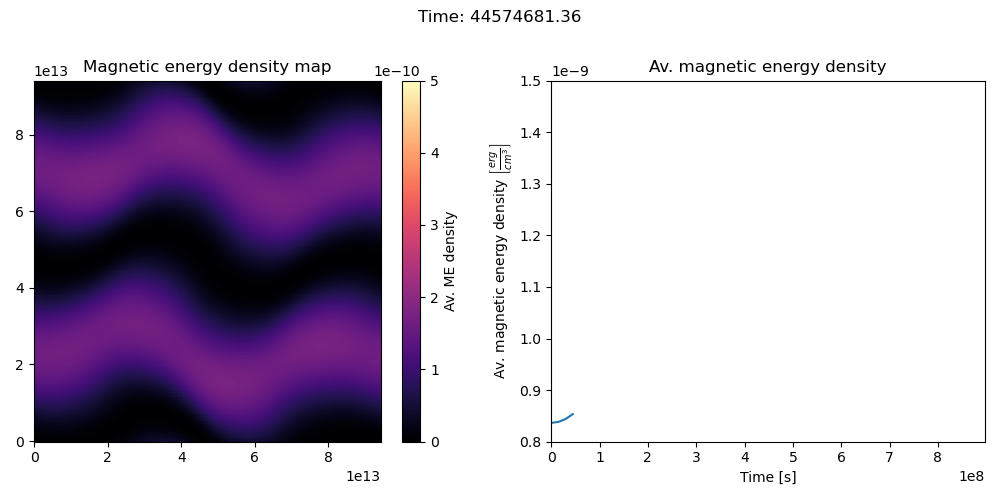 Time: 44574681.36
1e13 Magnetic energy density map 1e−10
8
6
4
2
0
0 2 4 6 8
1e13
5
4
3
2
1
0
Av. ME density
1e−9 Av. magnetic energy density
1.5
1.4
1.3
1.2
1.1
1.0
0.9
0.8
Av. magnetic energy density [erg/cm³]
0 1 2 3 4 5 6 7 8
Time [s] 1e8